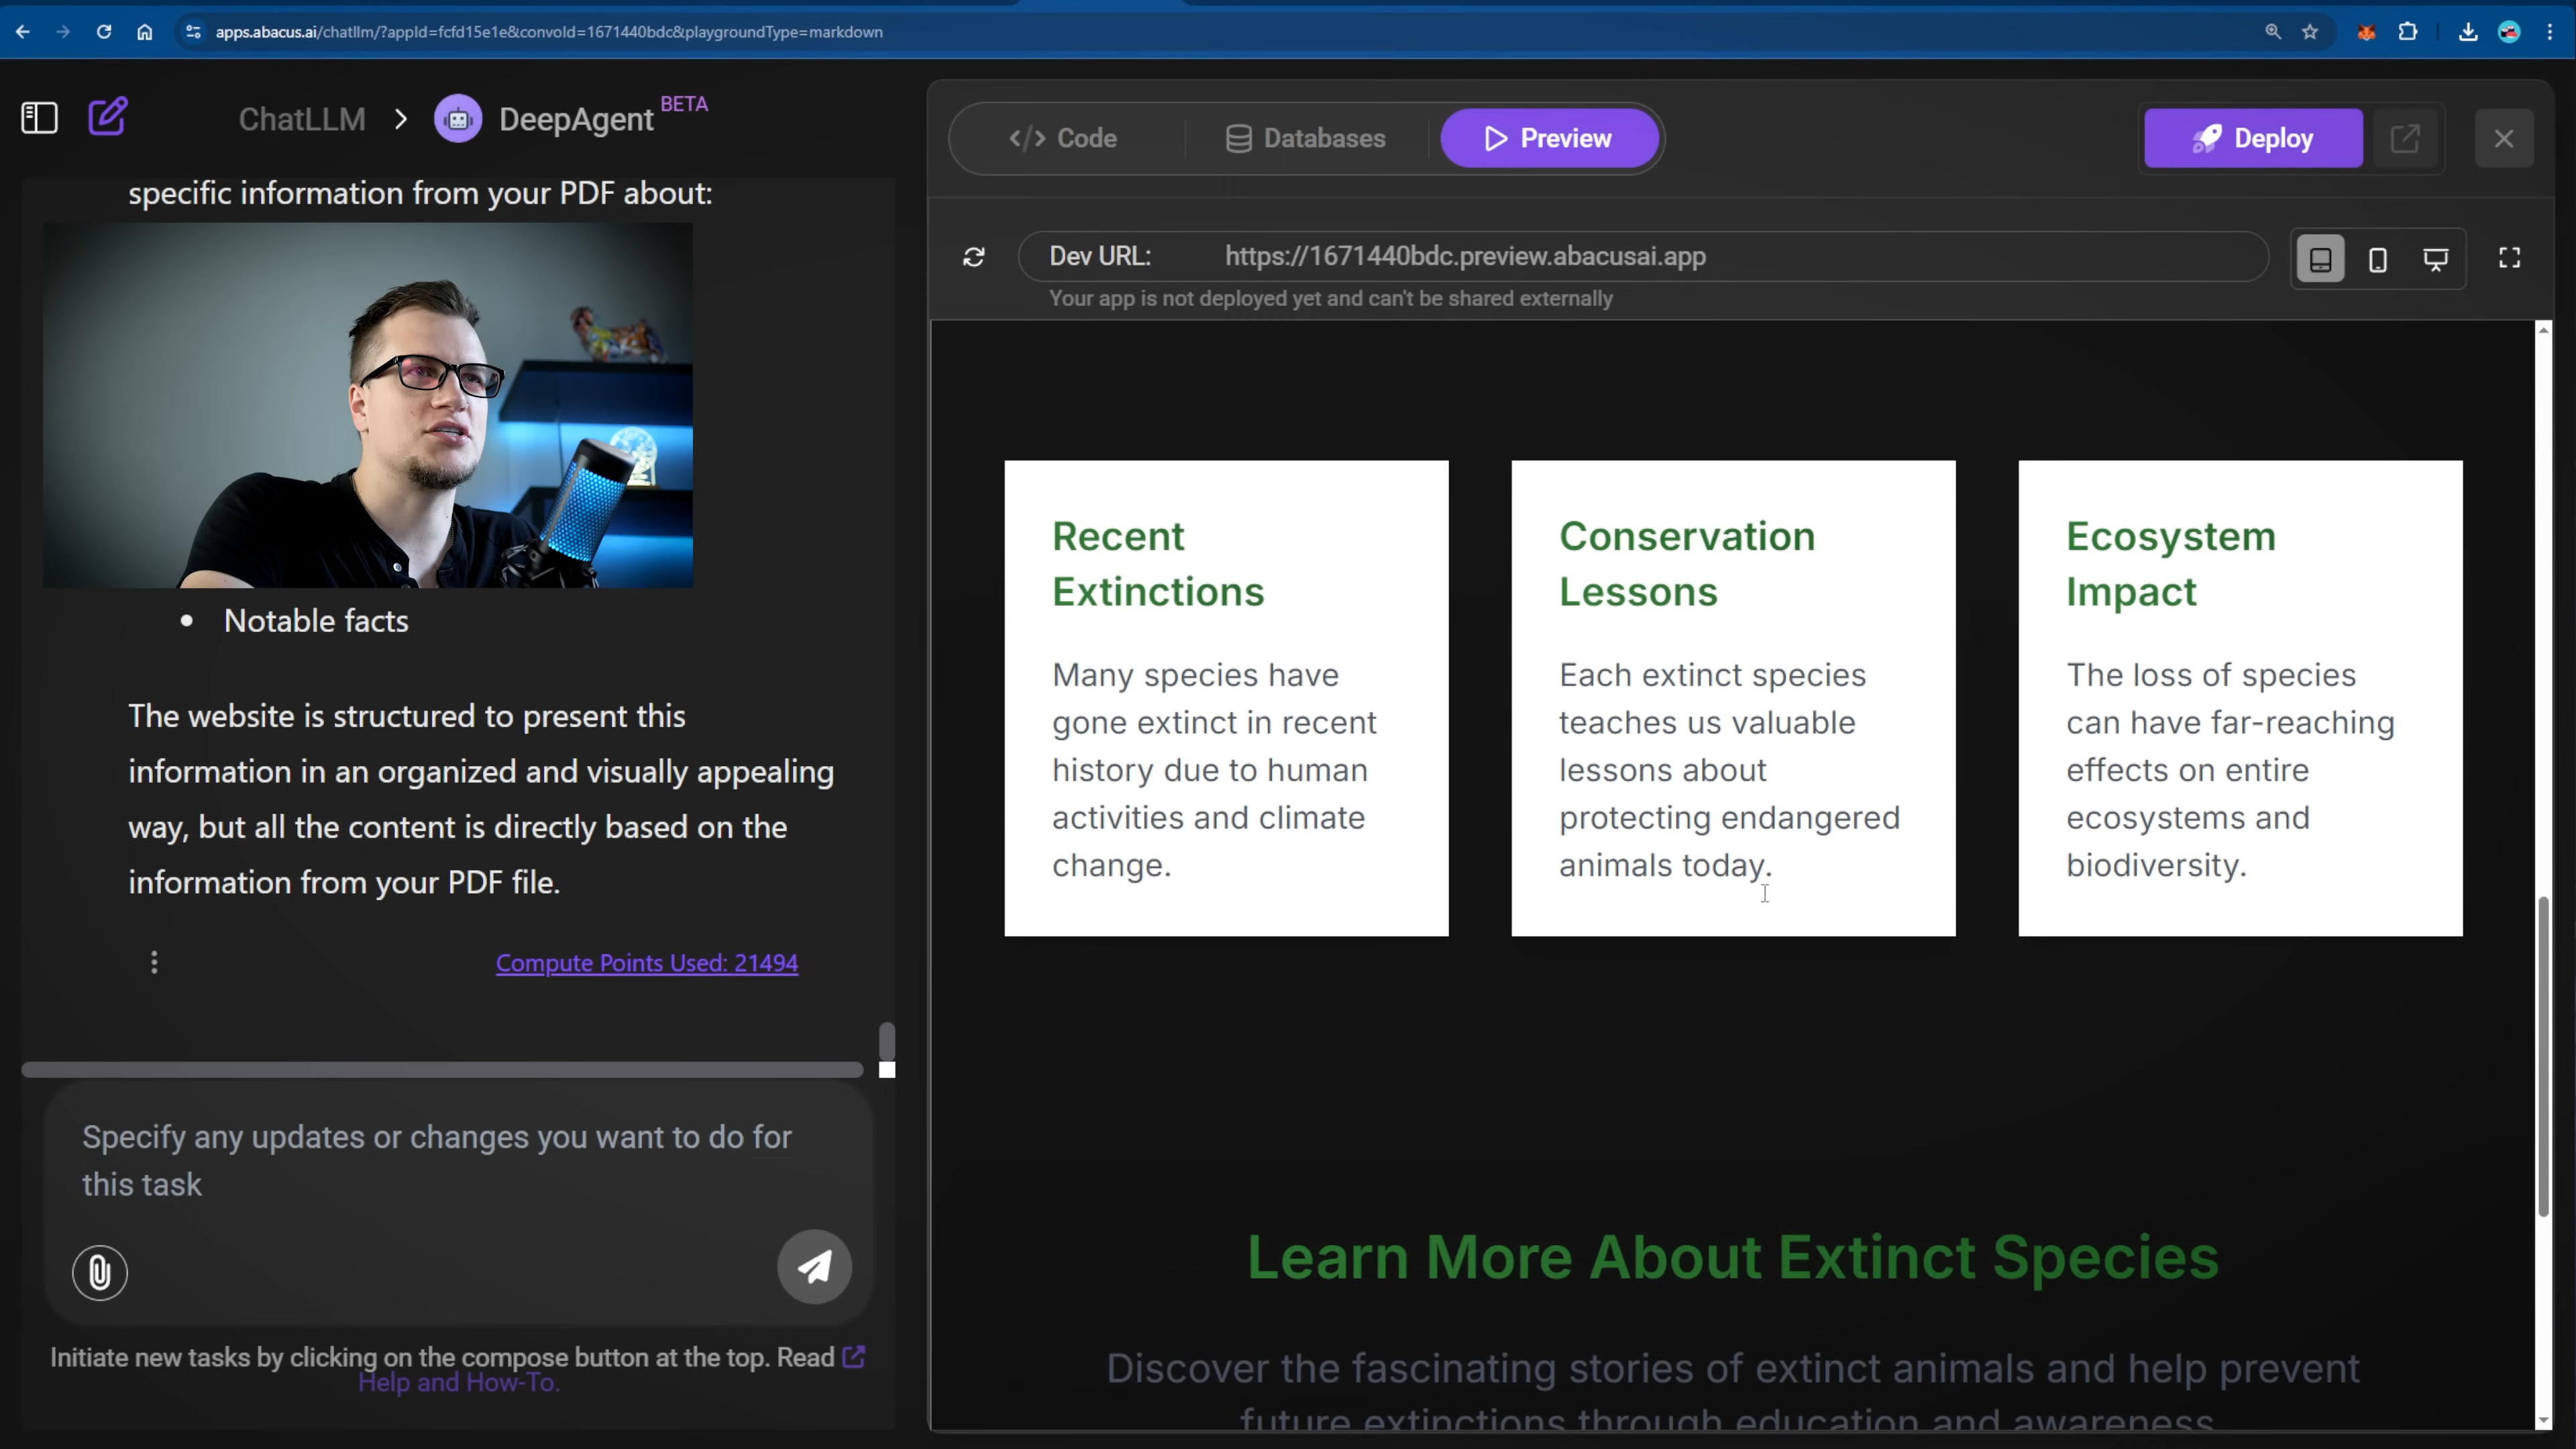 apps.abacus.ai/chatllm/?appId=fcfd15e1e&convoId=1671440bdc&playgroundType=markdown
ChatLLM > DeepAgent BETA
specific information from your PDF about:
• Notable facts
The website is structured to present this
information in an organized and visually appealing
way, but all the content is directly based on the
information from your PDF file.
Compute Points Used: 21494
Specify any updates or changes you want to do for
this task
Initiate new tasks by clicking on the compose button at the top. Read
Help and How-To.
</> Code
Databases
Preview
Deploy
Dev URL: https://1671440bdc.preview.abacusai.app
Your app is not deployed yet and can't be shared externally
Recent
Extinctions
Many species have
gone extinct in recent
history due to human
activities and climate
change.
Conservation
Lessons
Each extinct species
teaches us valuable
lessons about
protecting endangered
animals today.
Ecosystem
Impact
The loss of species
can have far-reaching
effects on entire
ecosystems and
biodiversity.
Learn More About Extinct Species
Discover the fascinating stories of extinct animals and help prevent
future extinctions through education and awareness